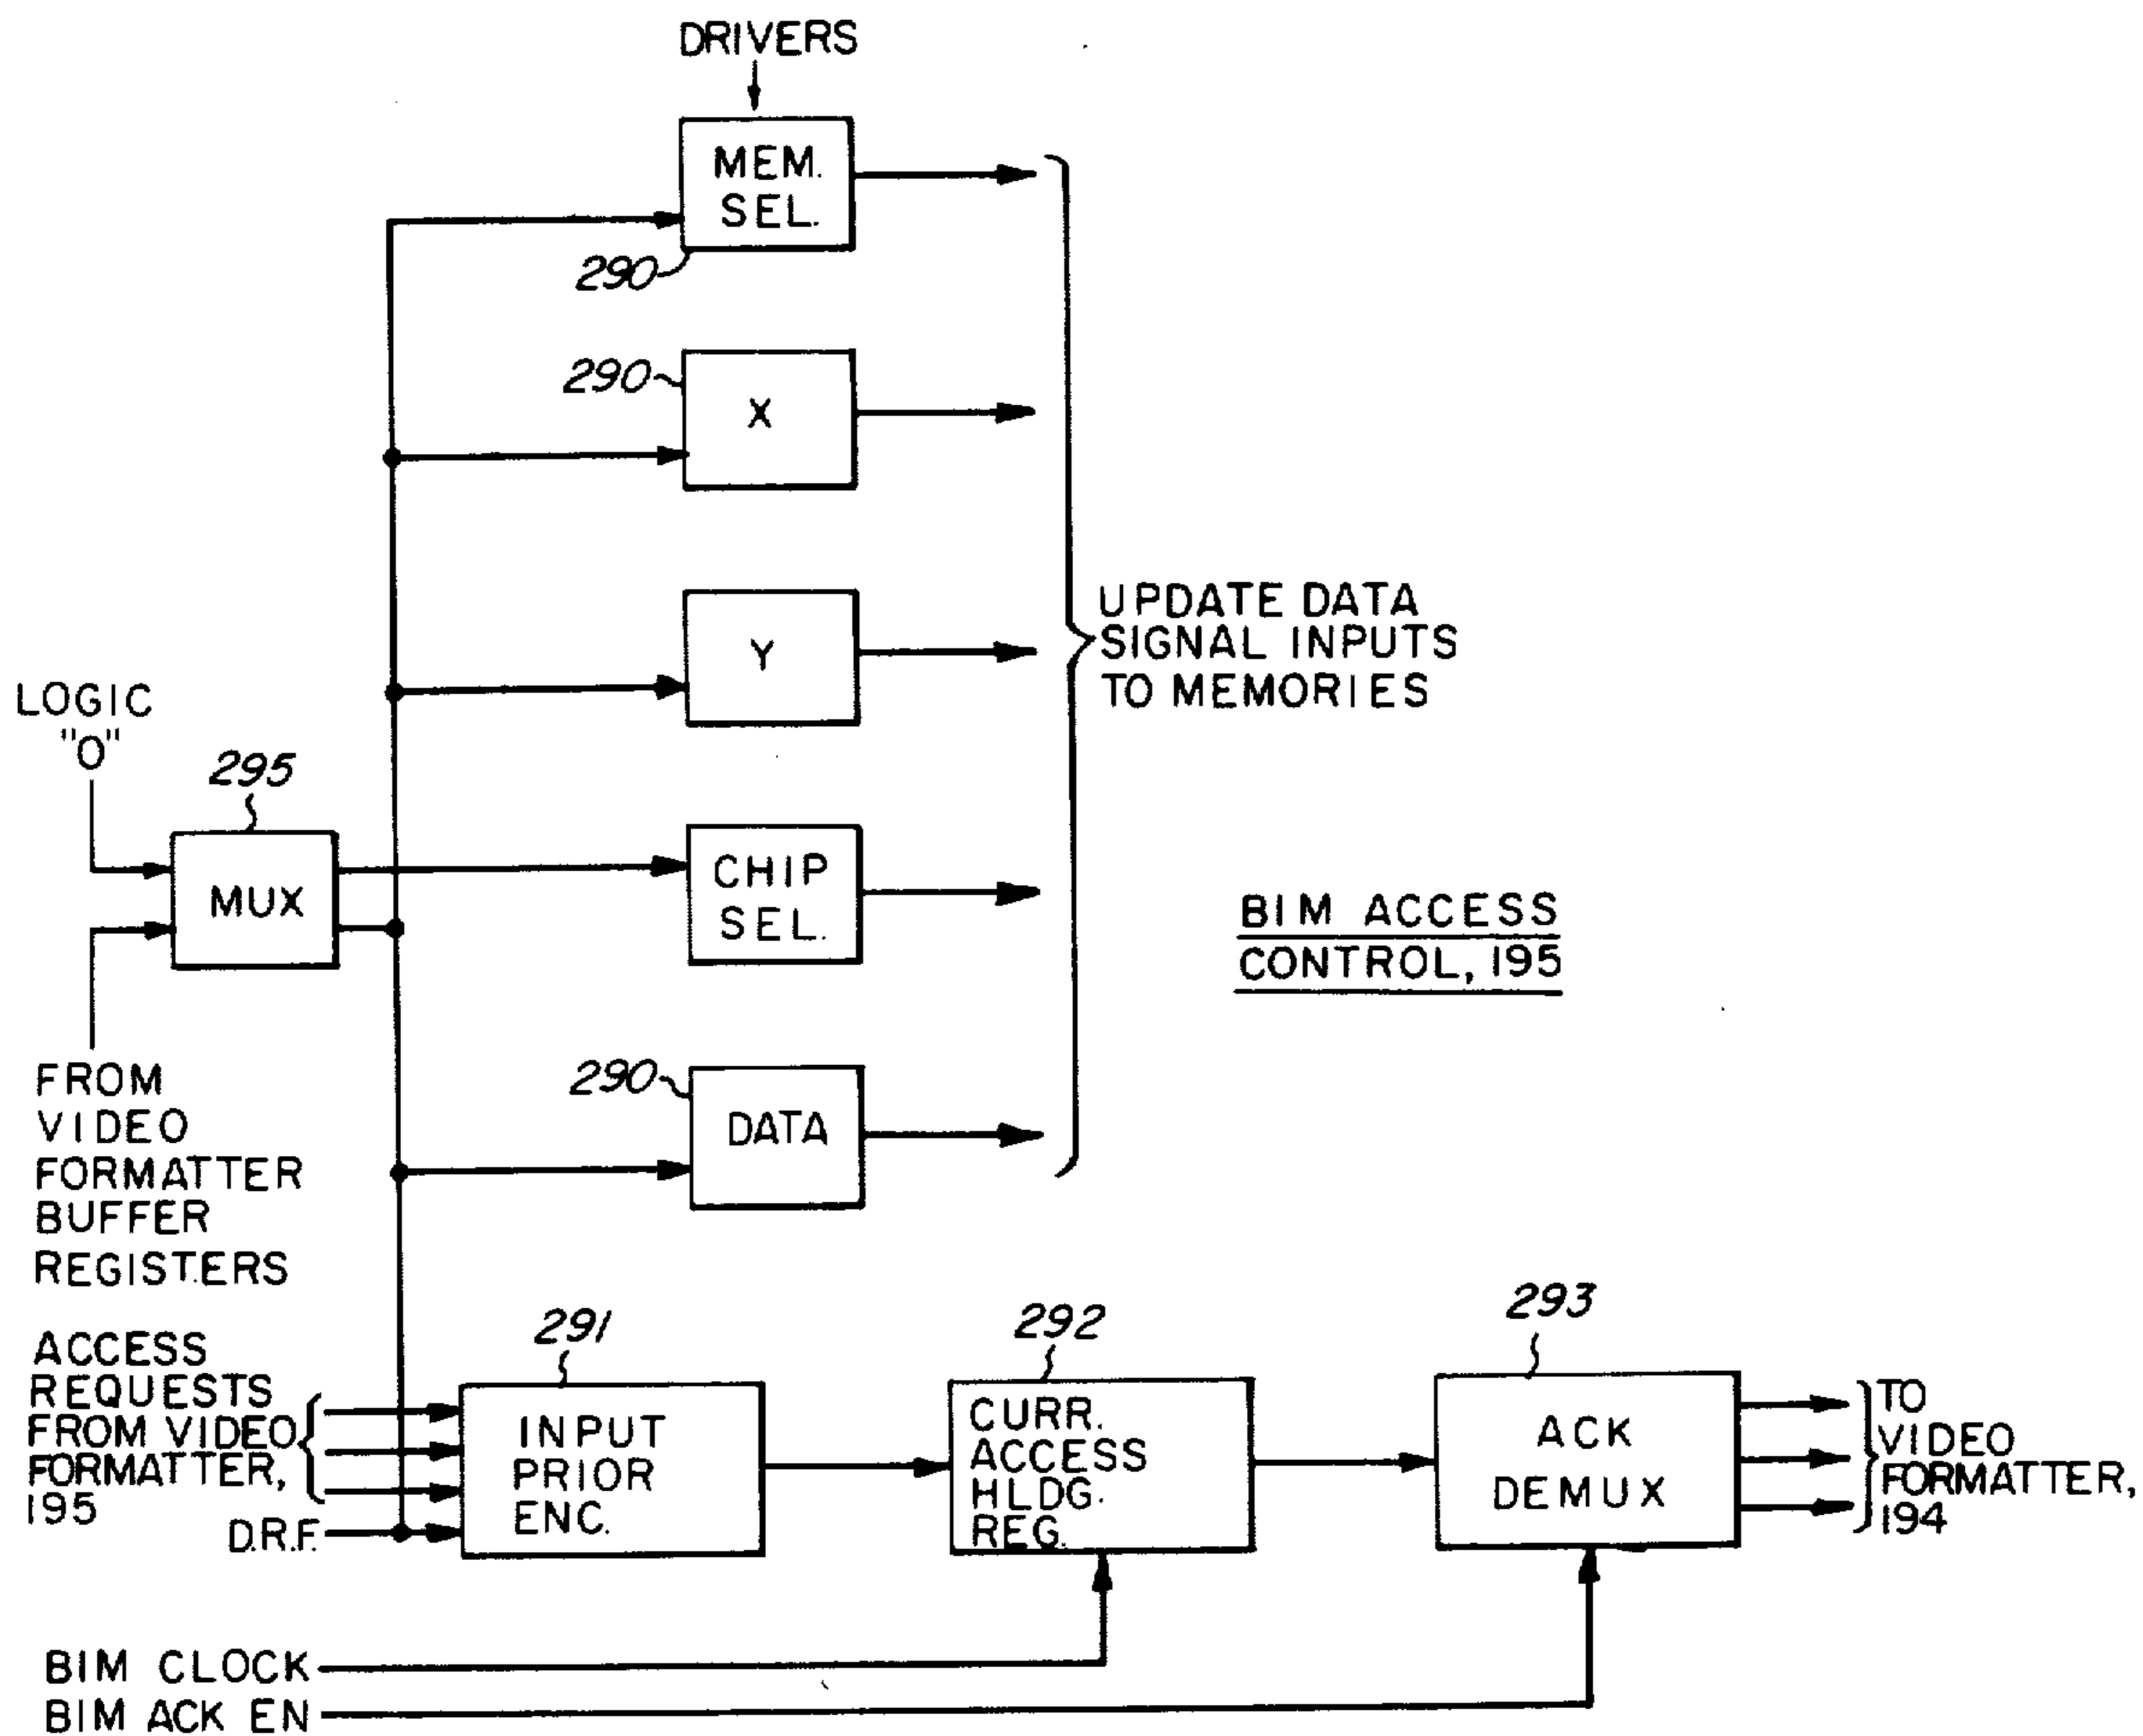 DRIVERS
MEM.
SEL.
290
290
X
Y
UPDATE DATA
SIGNAL INPUTS
TO MEMORIES
LOGIC
"O"
295
MUX
CHIP
SEL.
BIM ACCESS
CONTROL, 195
FROM
VIDEO
FORMATTER
BUFFER
REGISTERS
290
DATA
ACCESS
REQUESTS
FROM VIDEO
FORMATTER,
195
D.R.F.
291
INPUT
PRIOR
ENC.
292
CURR.
ACCESS
HLDG.
REG.
293
ACK
DEMUX
TO
VIDEO
FORMATTER,
194
BIM CLOCK
BIM ACK EN